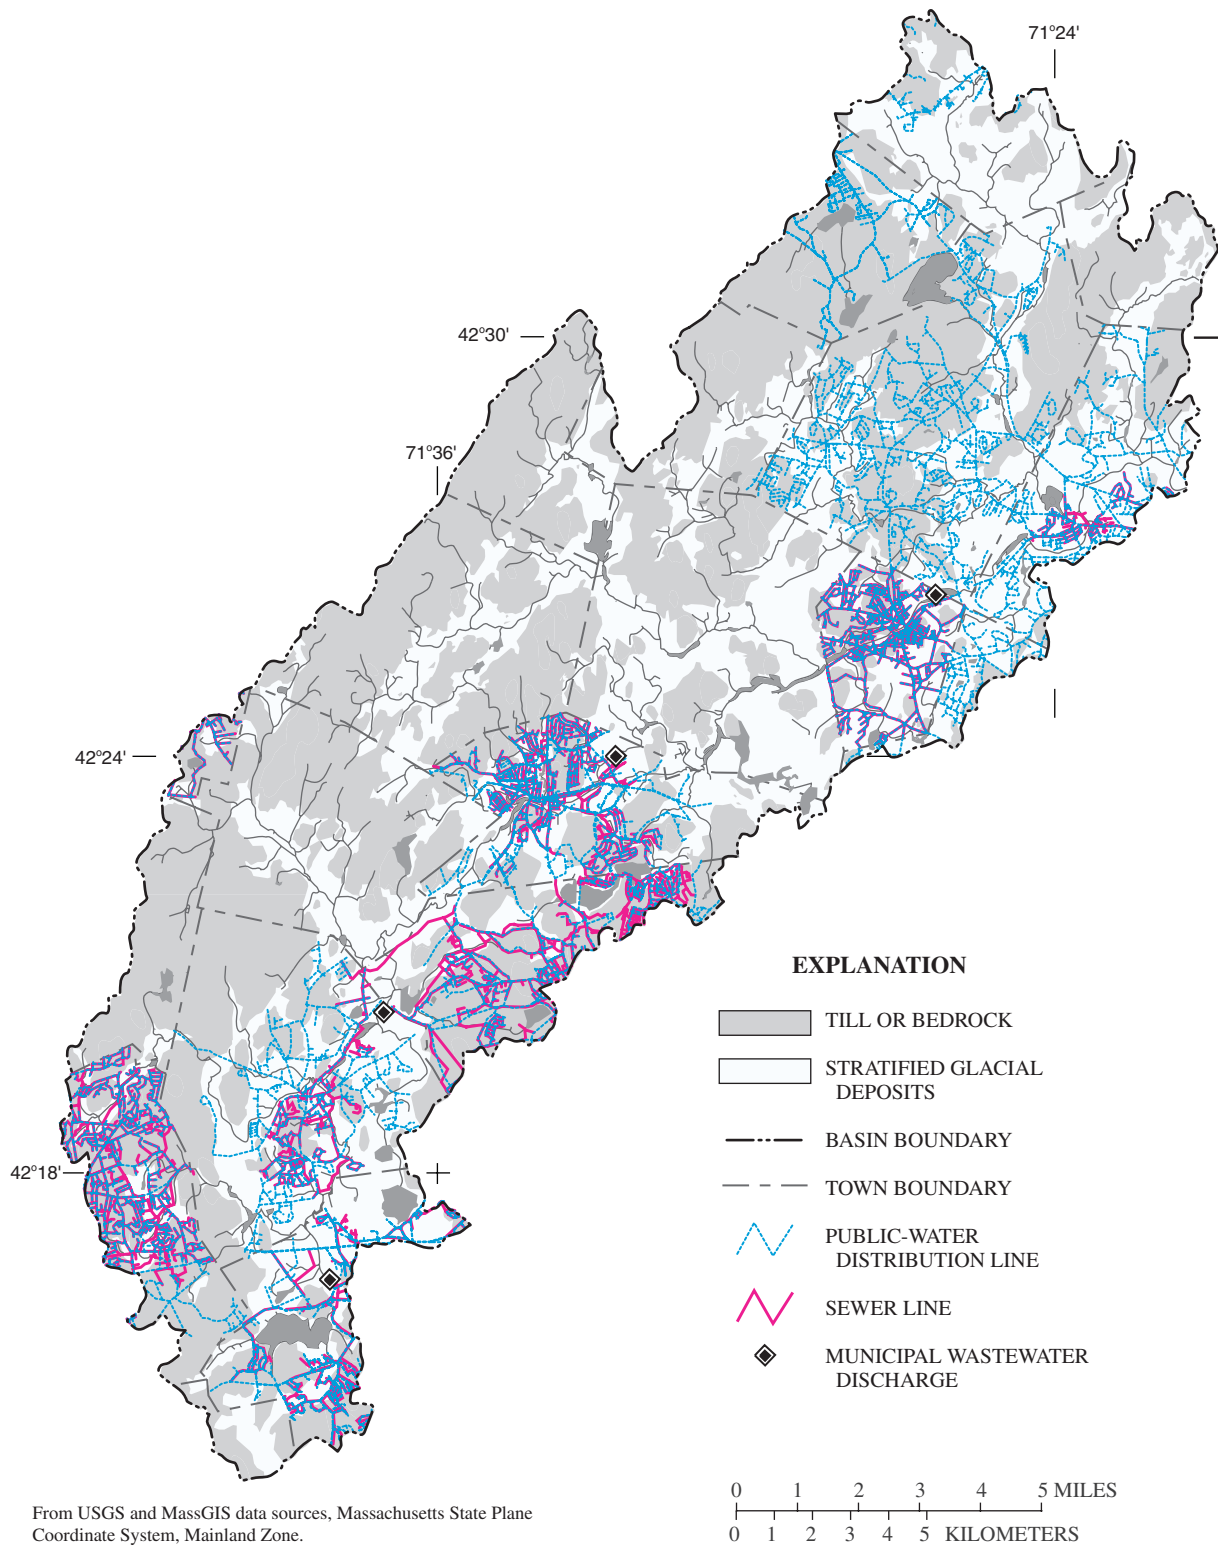 71°24'
42°30'
71°36'
42°24'
42°18'
EXPLANATION
TILL OR BEDROCK
STRATIFIED GLACIAL
DEPOSITS
BASIN BOUNDARY
TOWN BOUNDARY
PUBLIC-WATER
DISTRIBUTION LINE
SEWER LINE
MUNICIPAL WASTEWATER
DISCHARGE
0 1 2 3 4 5 MILES
0 1 2 3 4 5 KILOMETERS
From USGS and MassGIS data sources, Massachusetts State Plane
Coordinate System, Mainland Zone.